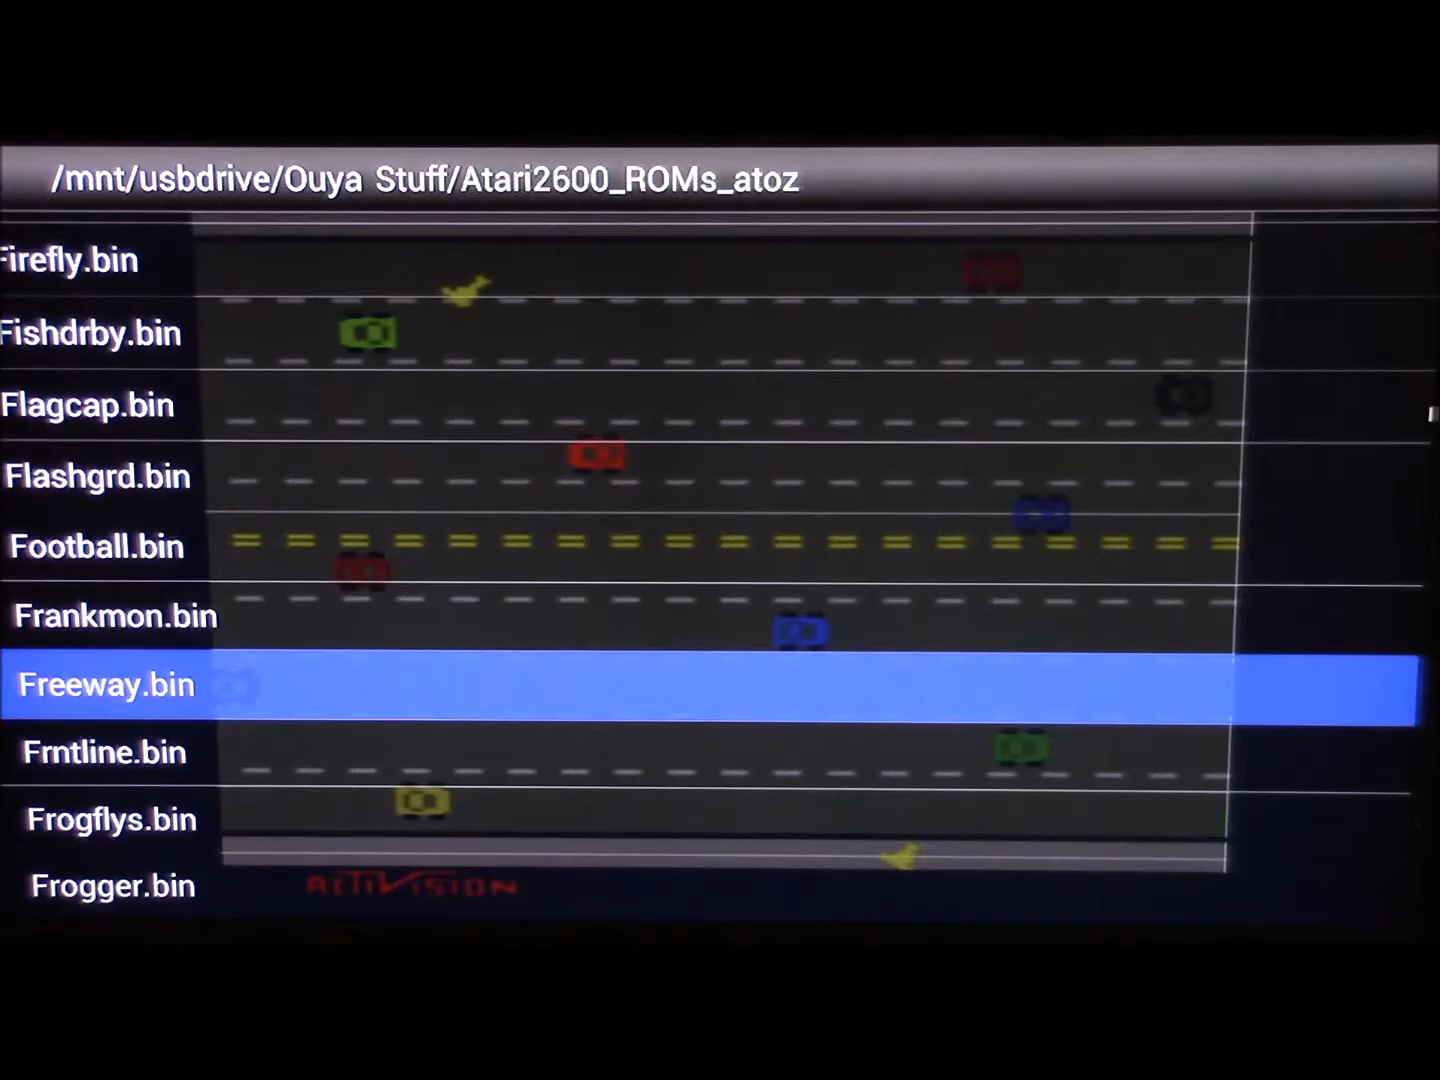 /mnt/usbdrive/Ouya Stuff/Atari2600_ROMs_atoz
Firefly.bin
Fishdrby.bin
Flagcap.bin
Flashgrd.bin
Football.bin
Frankmon.bin
Freeway.bin
Frntline.bin
Frogflys.bin
Frogger.bin
ACTIVISION